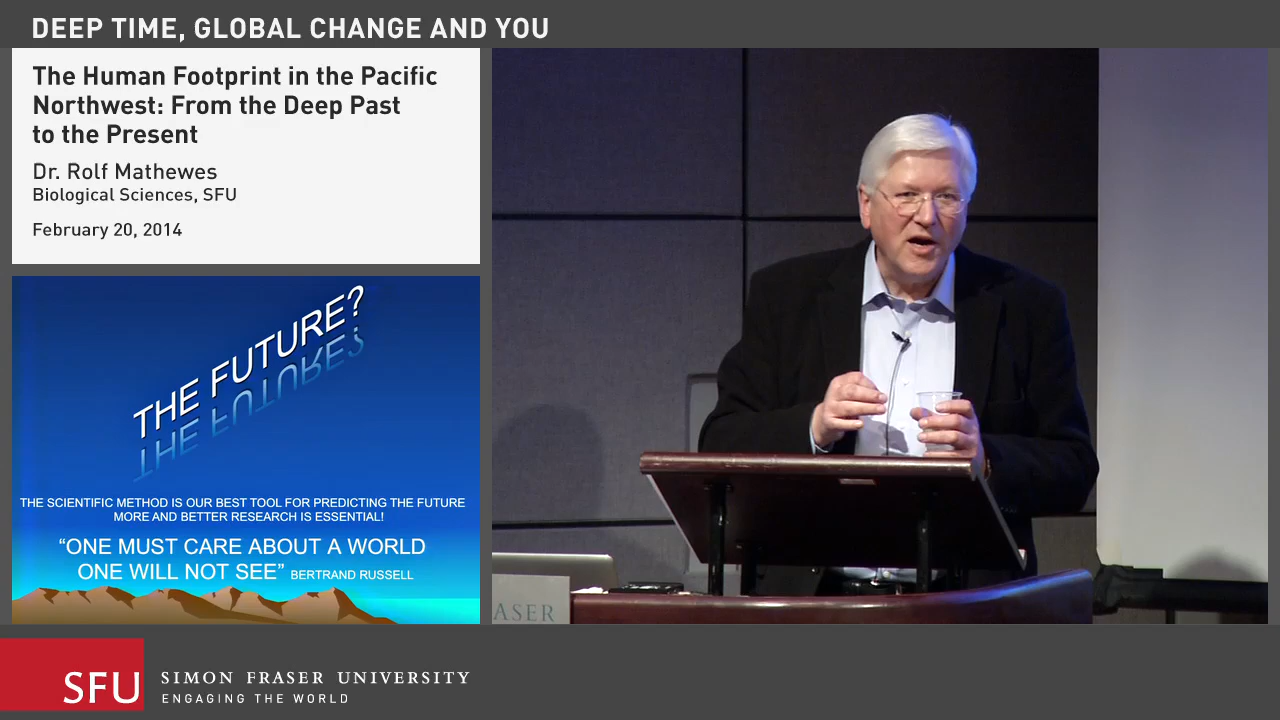 DEEP TIME, GLOBAL CHANGE AND YOU
The Human Footprint in the Pacific
Northwest: From the Deep Past
to the Present
Dr. Rolf Mathewes
Biological Sciences, SFU
February 20, 2014
THE FUTURE?
THE SCIENTIFIC METHOD IS OUR BEST TOOL FOR PREDICTING THE FUTURE
MORE AND BETTER RESEARCH IS ESSENTIAL!
“ONE MUST CARE ABOUT A WORLD
ONE WILL NOT SEE” BERTRAND RUSSELL
ASER
SFU
SIMON FRASER UNIVERSITY
ENGAGING THE WORLD